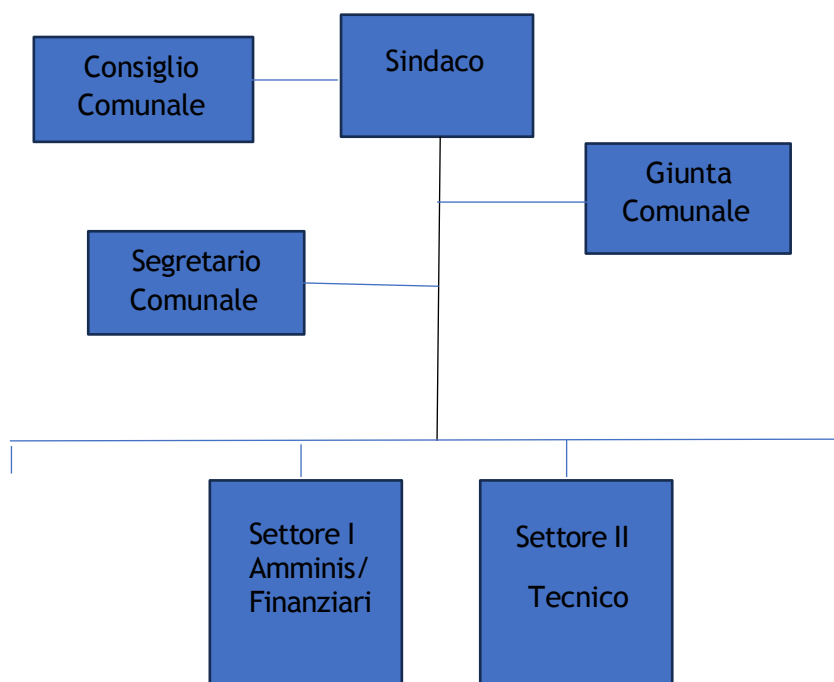 Consiglio
Comunale
Sindaco
Giunta
Comunale
Segretario
Comunale
Settore I
Amminis/
Finanziari
Settore II
Tecnico